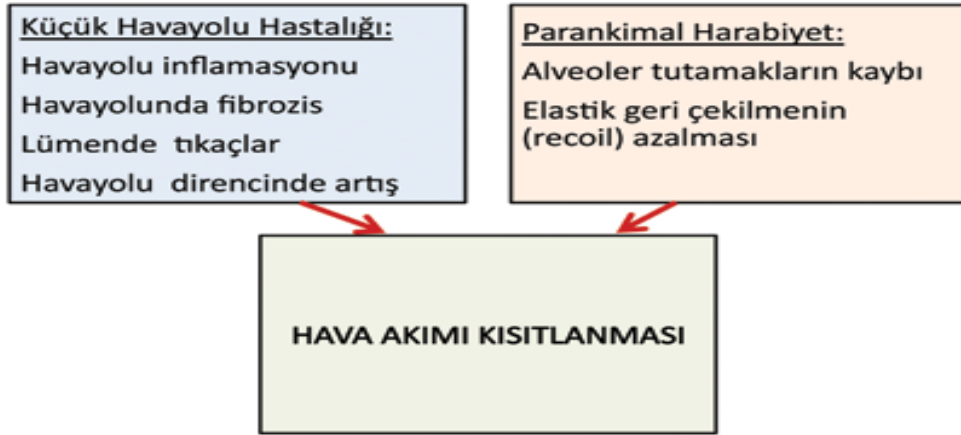 Küçük Havayolu Hastalığı:
Havayolu inflamasyonu
Havayolunda fibrozis
Lümende tıkaçlar
Havayolu direncinde artış
Parankimal Harabiyet:
Alveoler tutamakların kaybı
Elastik geri çekilmenin
(recoil) azalması
HAVA AKIMI KISITLANMASI